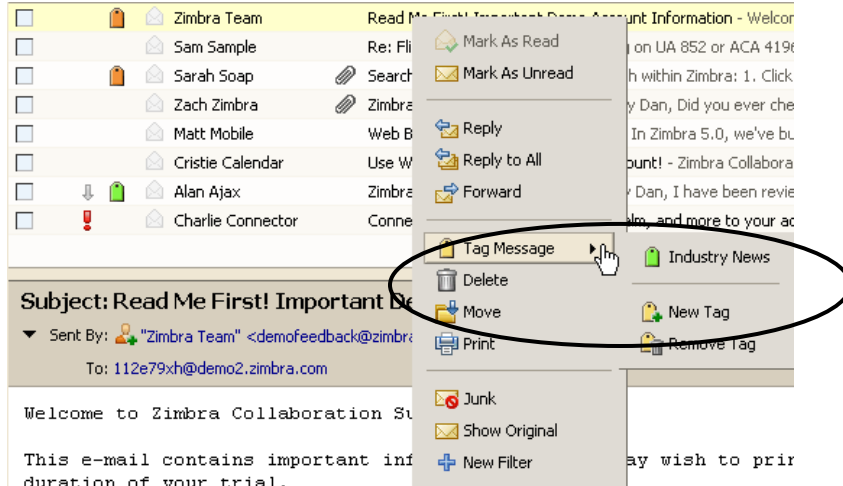 Zimbra Team Read Me First! Important Demo Account Information - Welcom
Sam Sample Re: Fli on UA 852 or ACA 4196
Sarah Soap Search h within Zimbra: 1. Click
Zach Zimbra Zimbra y Dan, Did you ever che
Matt Mobile Web B In Zimbra 5.0, we've bu
Cristie Calendar Use W ount! - Zimbra Collabora
Alan Ajax Zimbra Dan, I have been revie
Charlie Connector Conne alm, and more to your ac
Mark As Read
Mark As Unread
Reply
Reply to All
Forward
Tag Message
Delete
Move
Print
Junk
Show Original
New Filter
Industry News
New Tag
Remove Tag
Subject: Read Me First! Important De
Sent By: "Zimbra Team" <demofeedback@zimbra
To: 112e79xh@demo2.zimbra.com
Welcome to Zimbra Collaboration Su
This e-mail contains important inf ay wish to prin
duration of your trial.